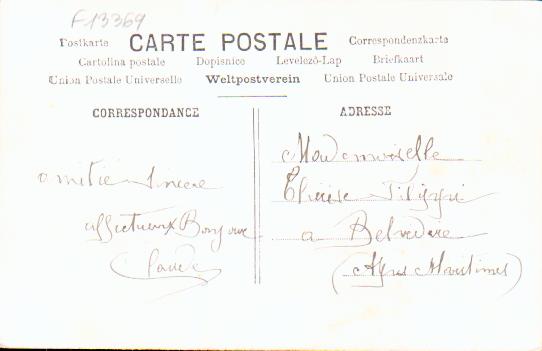 F13369
Postkarte CARTE POSTALE Correspondenzkarte
Cartolina postale Dopisnice Levelező-Lap Briefkaart
Union Postale Universelle Weltpostverein Union Postale Universale
CORRESPONDANCE
amitié sincère
affectueux Bonjour
Claude
ADRESSE
Mademoiselle
Thérèse
a Belvédère
(Alpes Maritimes)